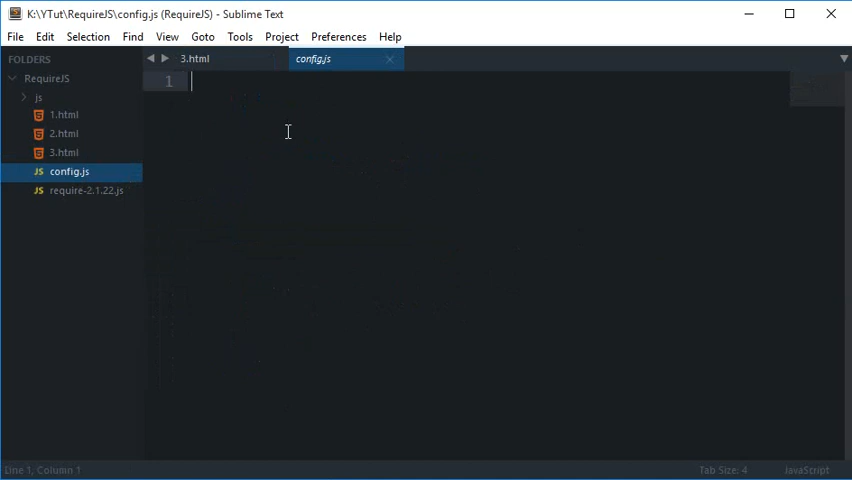 K:\YTut\RequireJS\config.js (RequireJS) - Sublime Text
File Edit Selection Find View Goto Tools Project Preferences Help
FOLDERS
RequireJS
js
1.html
2.html
3.html
JS config.js
JS require-2.1.22.js
3.html config.js
1
Line 1, Column 1 Tab Size: 4 JavaScript